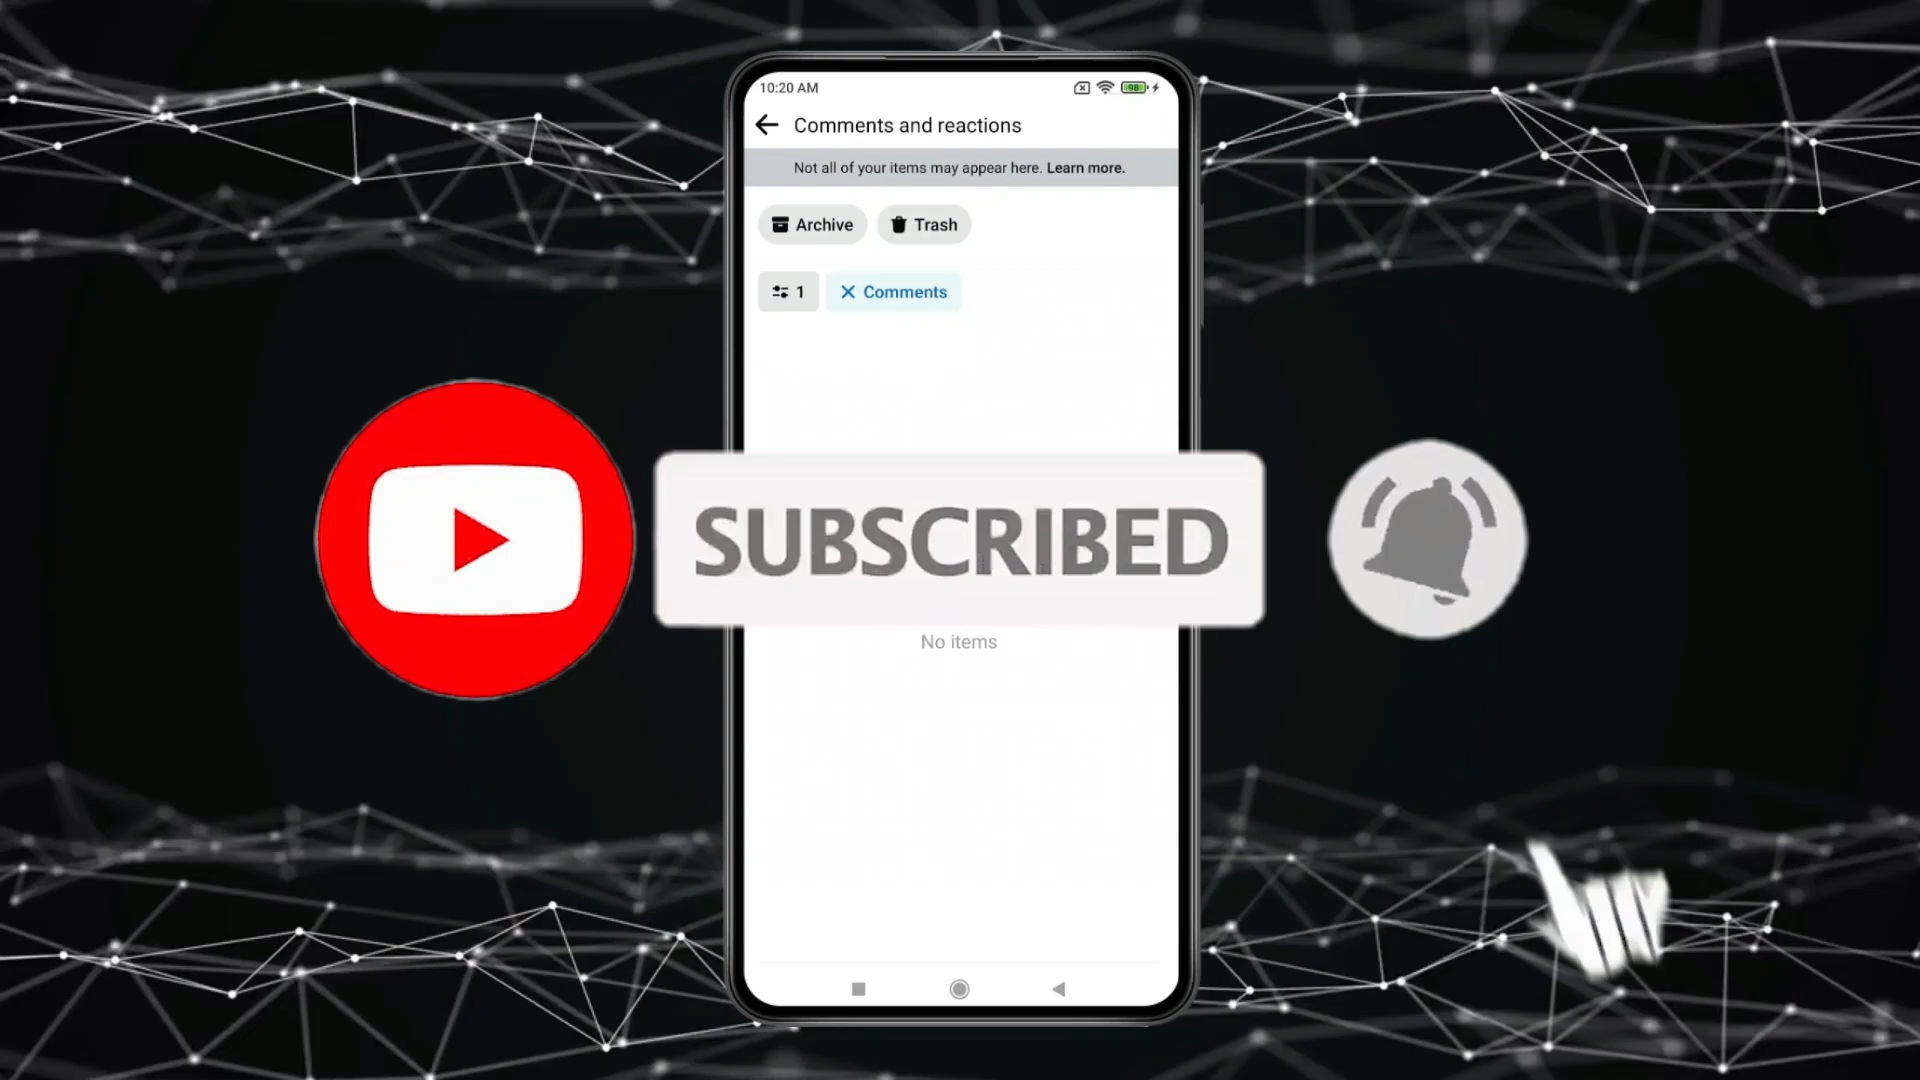 10:20 AM
98
Comments and reactions
Not all of your items may appear here. Learn more.
Archive
Trash
1
Comments
SUBSCRIBED
No items